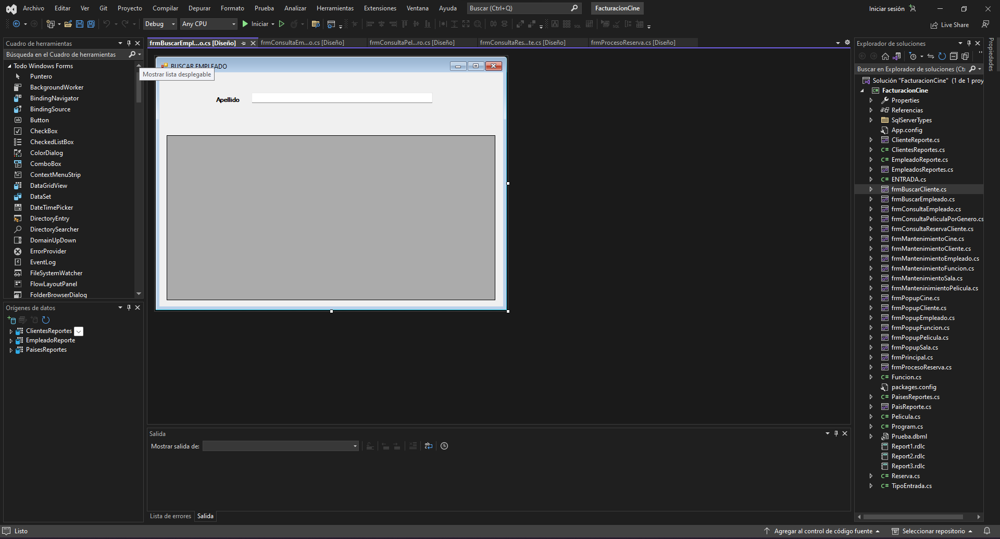 Archivo Editar Ver Git Proyecto Compilar Depurar Formato Prueba Analizar Herramientas Extensiones Ventana Ayuda Buscar (Ctrl+Q) FacturacionCine Iniciar sesión
Debug Any CPU Iniciar Live Share
Cuadro de herramientas
Búsqueda en el Cuadro de herramientas
Todo Windows Forms
Puntero
BackgroundWorker
BindingNavigator
BindingSource
Button
CheckBox
CheckedListBox
ColorDialog
ComboBox
ContextMenuStrip
DataGridView
DataSet
DateTimePicker
DirectoryEntry
DirectorySearcher
DomainUpDown
ErrorProvider
EventLog
FileSystemWatcher
FlowLayoutPanel
FolderBrowserDialog
Orígenes de datos
ClientesReportes
EmpleadoReporte
PaisesReportes
frmBuscarEmpl...o.cs [Diseño] frmConsultaEm...o.cs [Diseño] frmConsultaPel...ro.cs [Diseño] frmConsultaRes...te.cs [Diseño] frmProcesoReserva.cs [Diseño]
BUSCAR EMPLEADO
Mostrar lista desplegable
Apellido
Salida
Mostrar salida de:
Lista de errores Salida
Explorador de soluciones
Buscar en Explorador de soluciones (Ctr
Solución "FacturacionCine" (1 de 1 proy
FacturacionCine
Properties
Referencias
SqlServerTypes
App.config
ClienteReporte.cs
ClientesReportes.cs
EmpleadoReporte.cs
EmpleadosReportes.cs
ENTRADA.cs
frmBuscarCliente.cs
frmBuscarEmpleado.cs
frmConsultaEmpleado.cs
frmConsultaPeliculaPorGenero.cs
frmConsultaReservaCliente.cs
frmMantenimientoCine.cs
frmMantenimientoCliente.cs
frmMantenimientoEmpleado.cs
frmMantenimientoFuncion.cs
frmMantenimientoSala.cs
frmManteninimientoPelicula.cs
frmPopupCine.cs
frmPopupCliente.cs
frmPopupEmpleado.cs
frmPopupFuncion.cs
frmPopupPelicula.cs
frmPopupSala.cs
frmPrincipal.cs
frmProcesoReserva.cs
Funcion.cs
packages.config
PaisesReportes.cs
PaisReporte.cs
Pelicula.cs
Program.cs
Prueba.dbml
Report1.rdlc
Report2.rdlc
Report3.rdlc
Reserva.cs
TipoEntrada.cs
Propiedades
Listo Agregar al control de código fuente Seleccionar repositorio